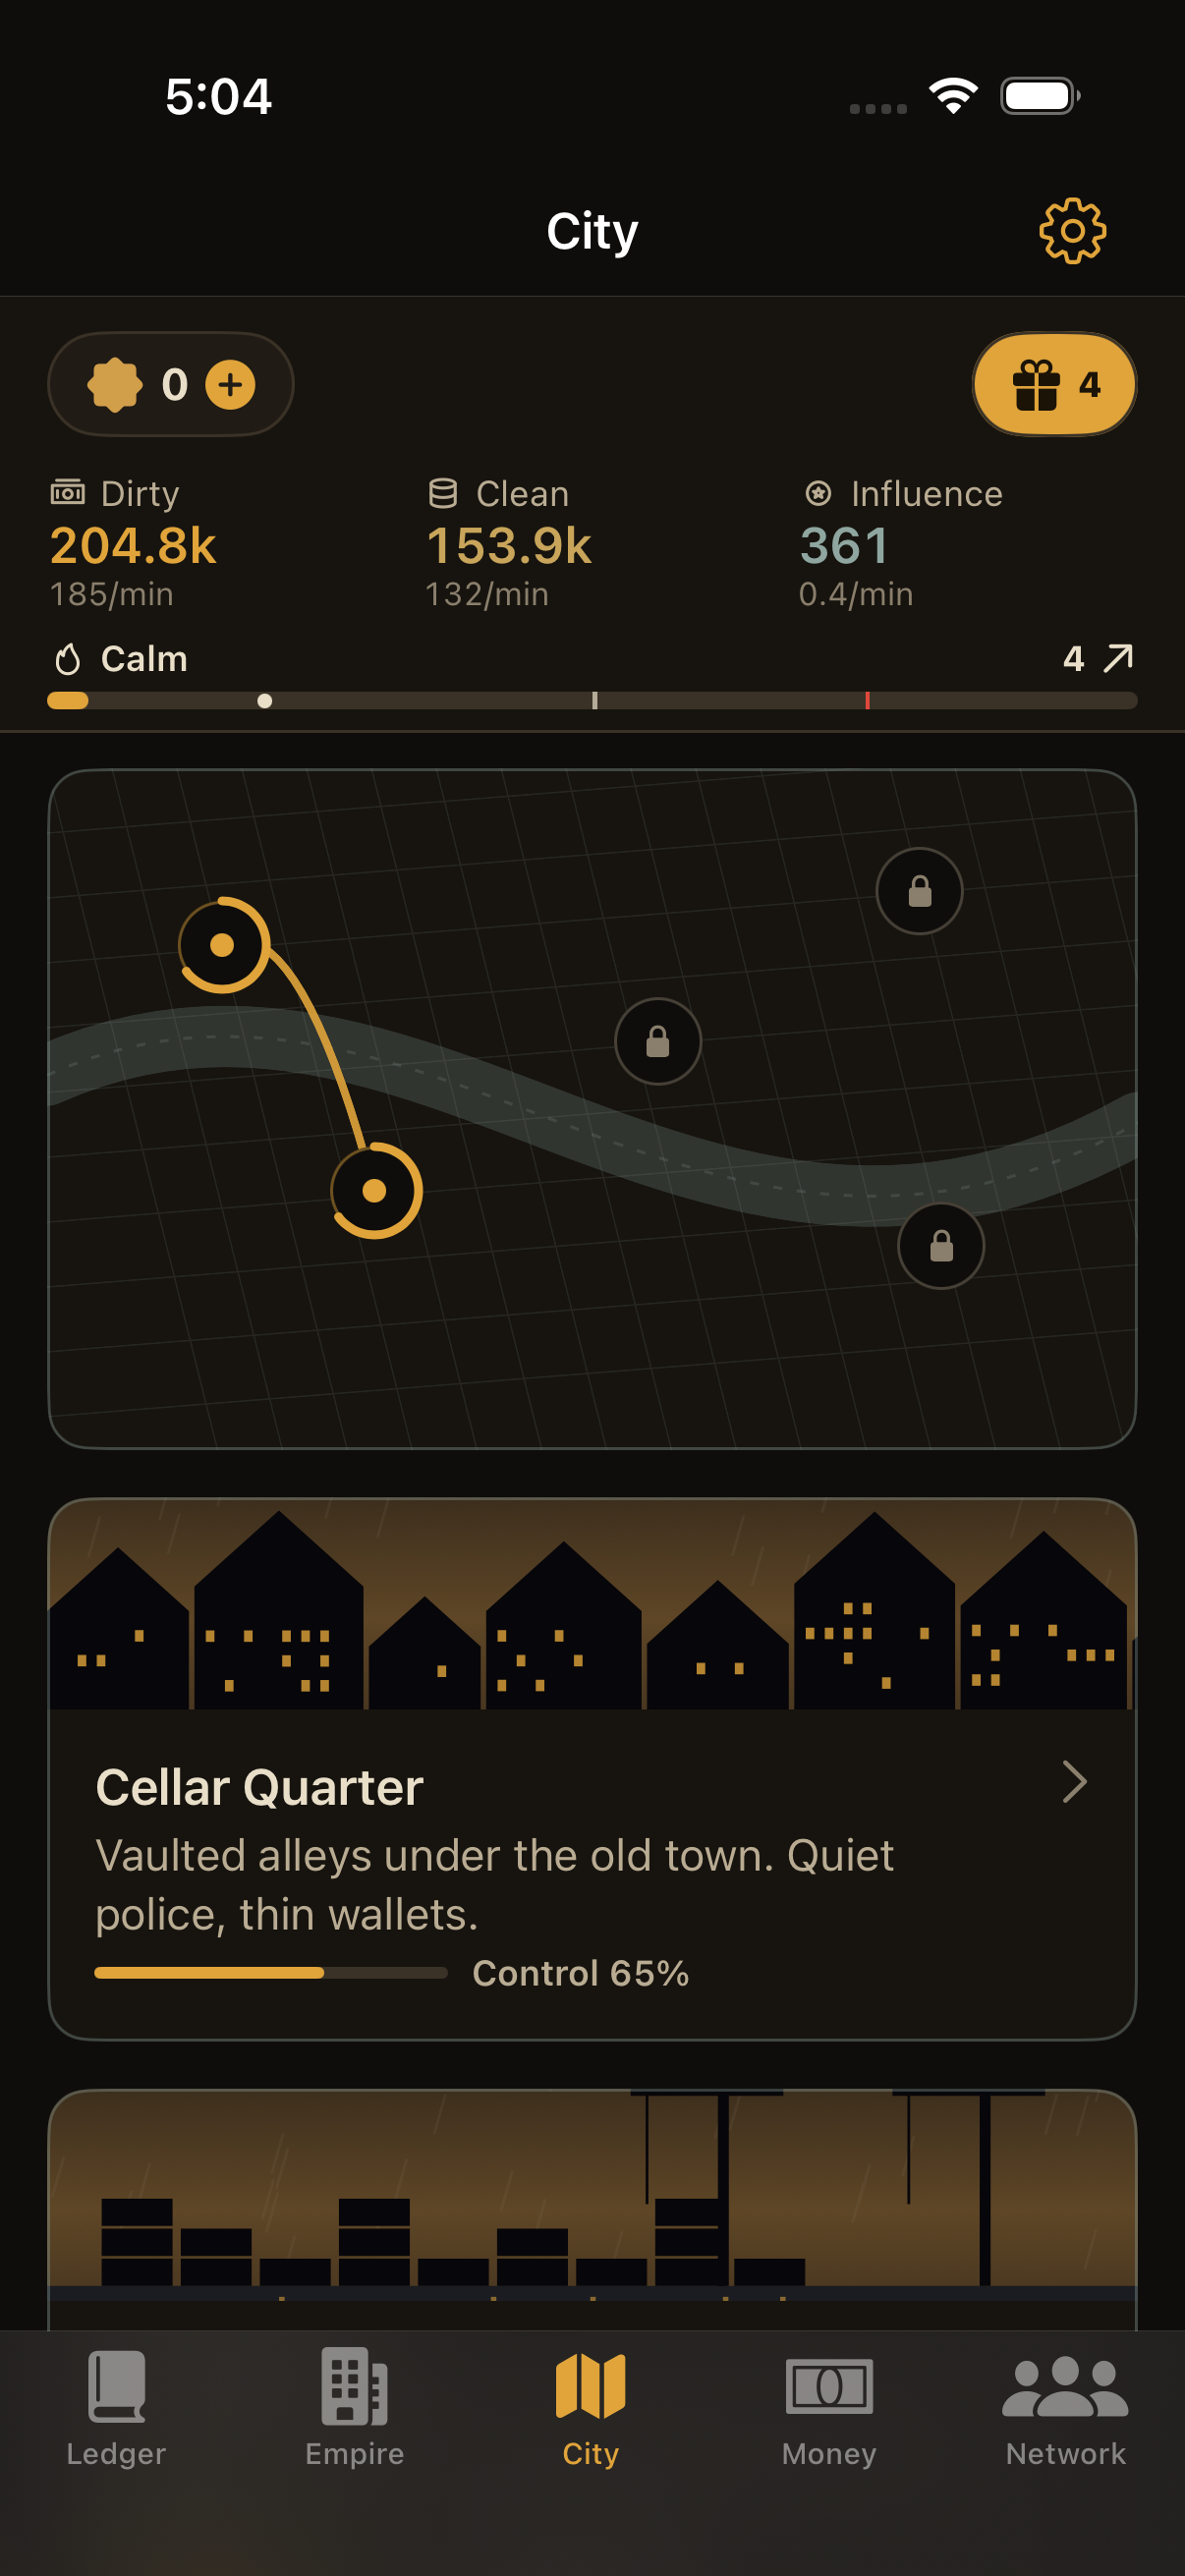 5:04
City
0
4
Dirty
Clean
Influence
204.8k
153.9k
361
185/min
132/min
0.4/min
Calm
4
Cellar Quarter
Vaulted alleys under the old town. Quiet
police, thin wallets.
Control 65%
Ledger
Empire
City
Money
Network